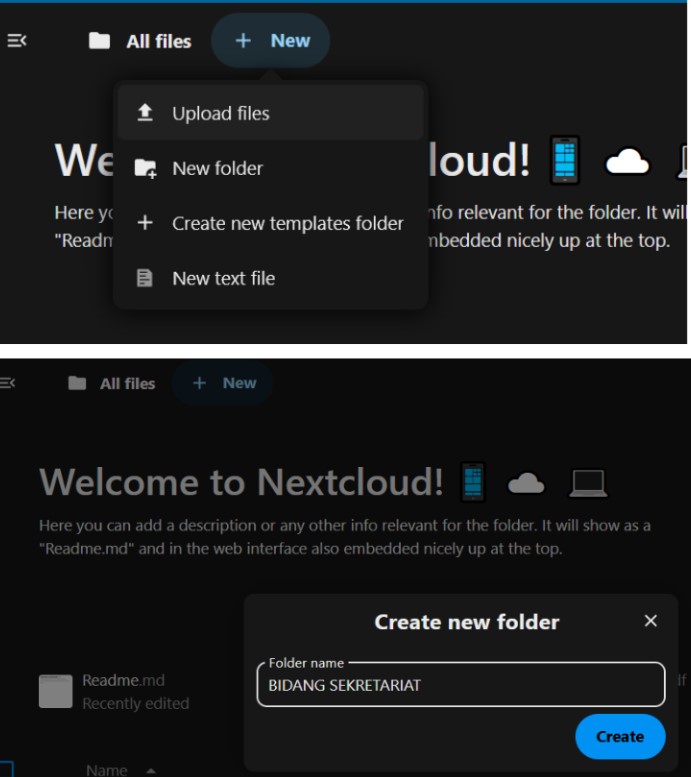 All files + New
Upload files
We loud!
New folder
Here yo nfo relevant for the folder. It will
+ Create new templates folder
"Readm mbedded nicely up at the top.
New text file
All files + New
Welcome to Nextcloud!
Here you can add a description or any other info relevant for the folder. It will show as a
"Readme.md" and in the web interface also embedded nicely up at the top.
Create new folder ×
Folder name
Readme.md df
BIDANG SEKRETARIAT
Recently edited
Create
Name